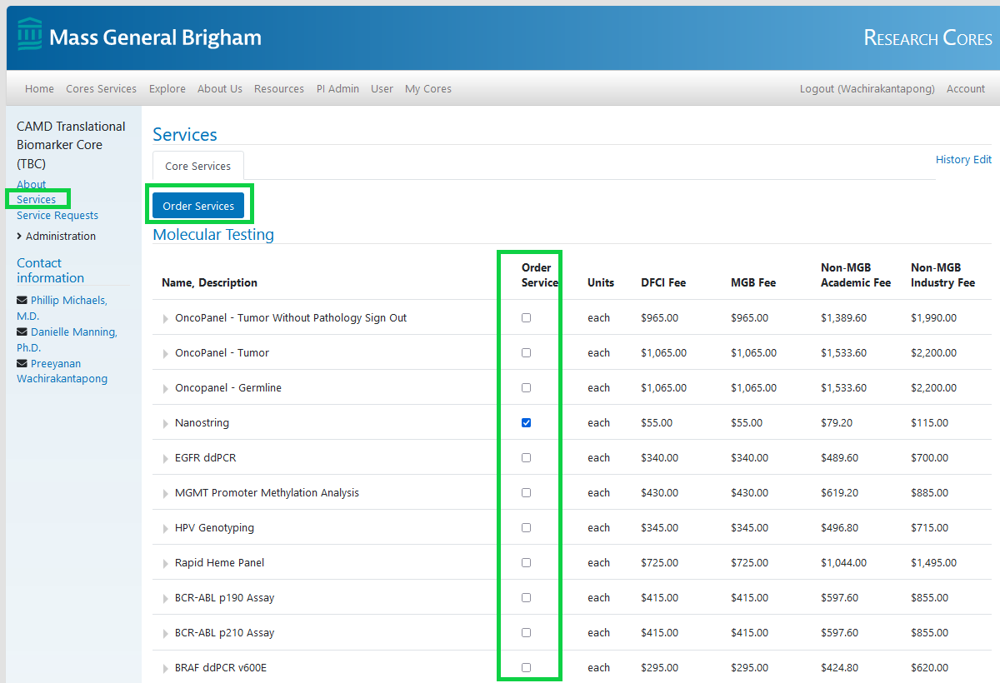 Mass General Brigham
Research Cores
Home Cores Services Explore About Us Resources PI Admin User My Cores Logout (Wachirakantapong) Account
CAMD Translational
Biomarker Core
(TBC)
About
Services
Service Requests
Administration
Contact
information
Phillip Michaels,
M.D.
Danielle Manning,
Ph.D.
Preeyanan
Wachirakantapong
Services
Core Services
History Edit
Order Services
Molecular Testing
Name, Description Order Service Units DFCI Fee MGB Fee Non-MGB Academic Fee Non-MGB Industry Fee
OncoPanel - Tumor Without Pathology Sign Out each $965.00 $965.00 $1,389.60 $1,990.00
OncoPanel - Tumor each $1,065.00 $1,065.00 $1,533.60 $2,200.00
Oncopanel - Germline each $1,065.00 $1,065.00 $1,533.60 $2,200.00
Nanostring each $55.00 $55.00 $79.20 $115.00
EGFR ddPCR each $340.00 $340.00 $489.60 $700.00
MGMT Promoter Methylation Analysis each $430.00 $430.00 $619.20 $885.00
HPV Genotyping each $345.00 $345.00 $496.80 $715.00
Rapid Heme Panel each $725.00 $725.00 $1,044.00 $1,495.00
BCR-ABL p190 Assay each $415.00 $415.00 $597.60 $855.00
BCR-ABL p210 Assay each $415.00 $415.00 $597.60 $855.00
BRAF ddPCR v600E each $295.00 $295.00 $424.80 $620.00